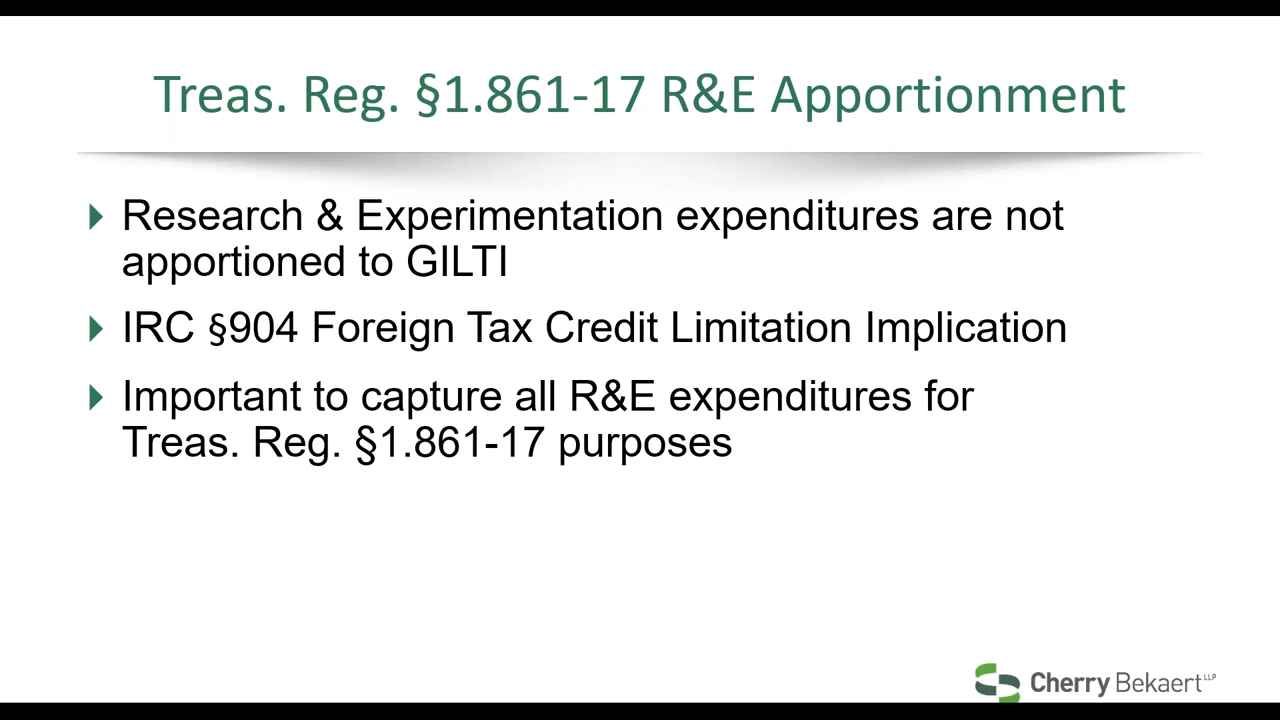 Treas. Reg. §1.861-17 R&E Apportionment
Research & Experimentation expenditures are not
apportioned to GILTI
IRC §904 Foreign Tax Credit Limitation Implication
Important to capture all R&E expenditures for
Treas. Reg. §1.861-17 purposes
Cherry Bekaert LLP